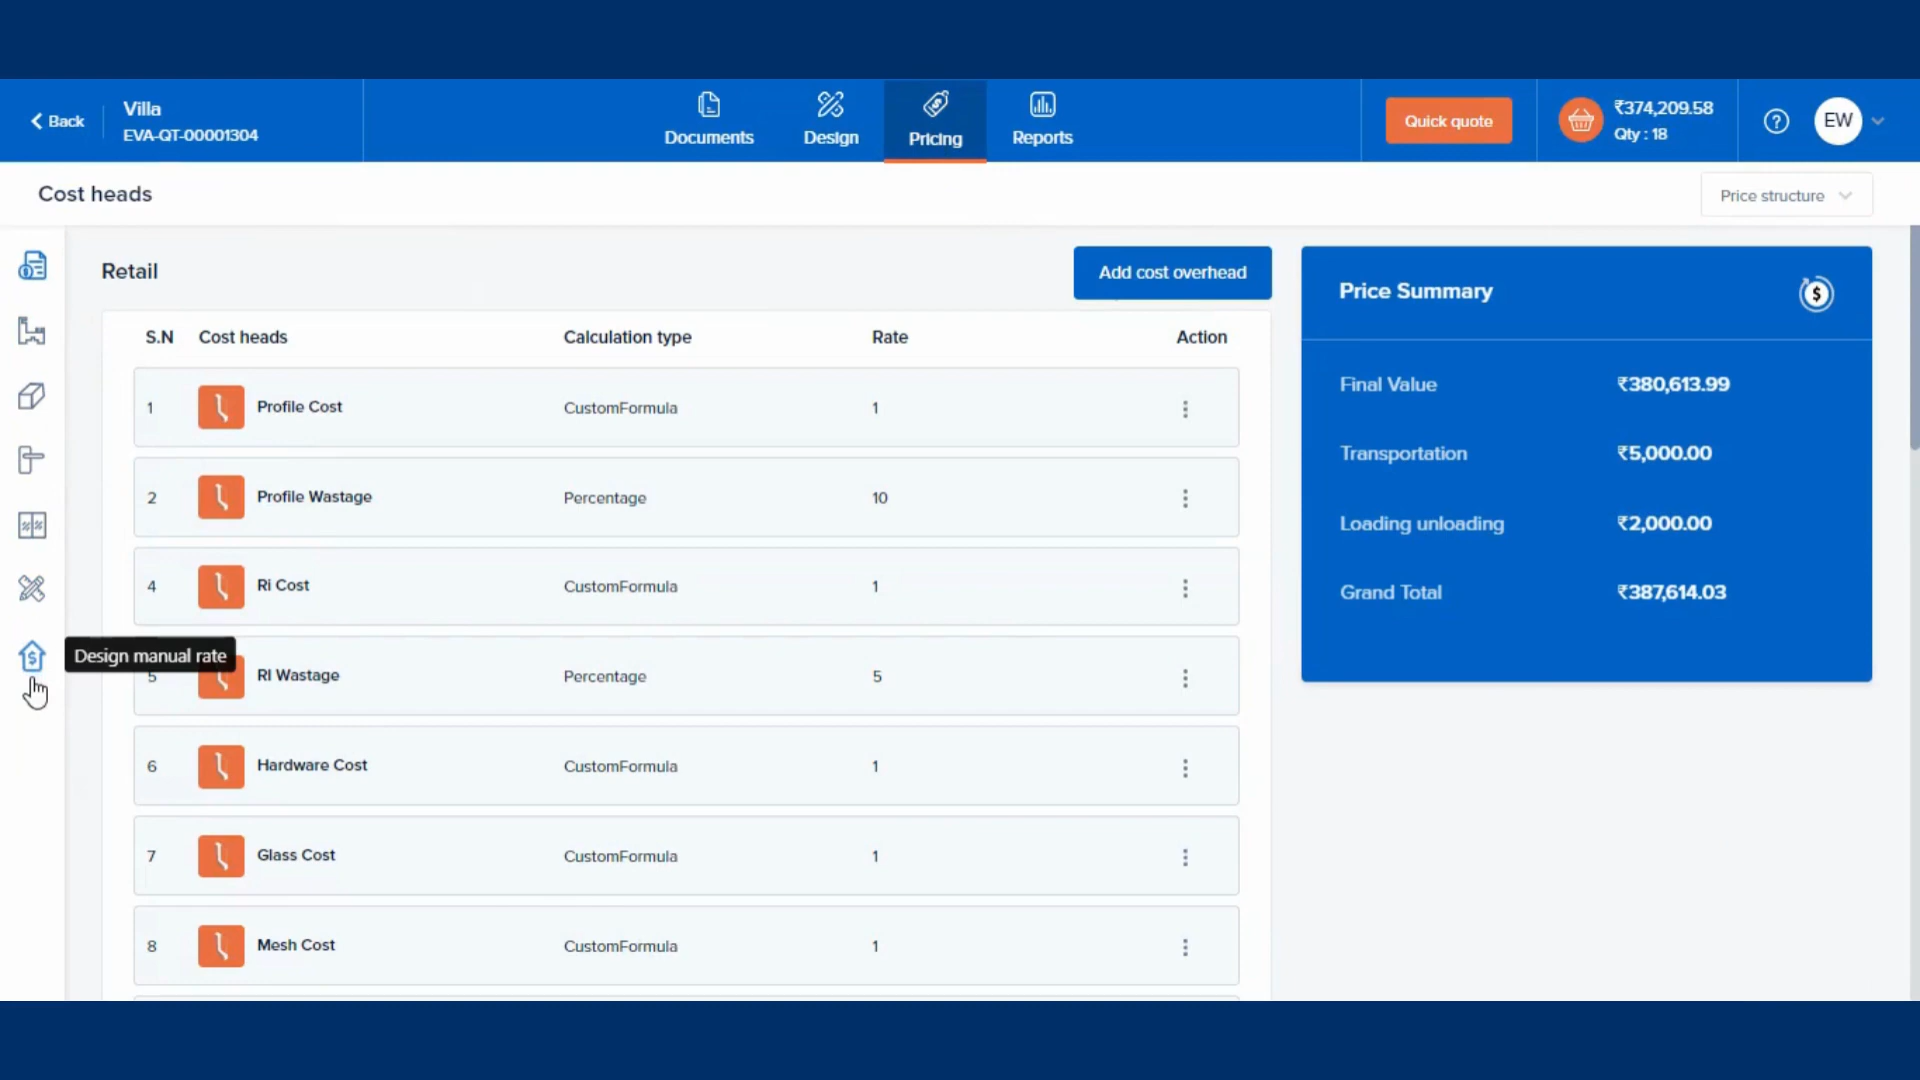 Back
Villa
EVA-QT-00001304
Documents
Design
Pricing
Reports
Quick quote
₹374,209.58
Qty : 18
?
EW
Cost heads
Price structure
Retail
Add cost overhead
S.N Cost heads Calculation type Rate Action
1 Profile Cost CustomFormula 1
2 Profile Wastage Percentage 10
4 Ri Cost CustomFormula 1
Design manual rate
5 RI Wastage Percentage 5
6 Hardware Cost CustomFormula 1
7 Glass Cost CustomFormula 1
8 Mesh Cost CustomFormula 1
Price Summary
$
Final Value ₹380,613.99
Transportation ₹5,000.00
Loading unloading ₹2,000.00
Grand Total ₹387,614.03